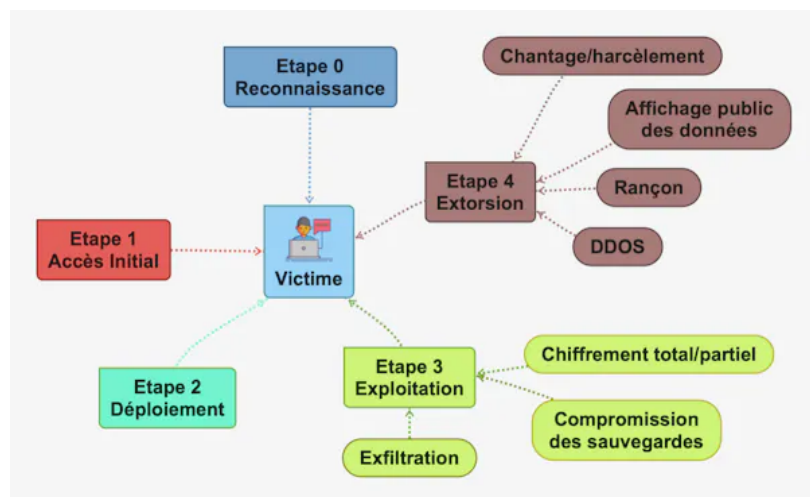 Etape 0
Reconnaissance
Chantage/harcèlement
Affichage public
des données
Etape 4
Extorsion
Rançon
DDOS
Etape 1
Accès Initial
Victime
Etape 2
Déploiement
Etape 3
Exploitation
Chiffrement total/partiel
Compromission
des sauvegardes
Exfiltration